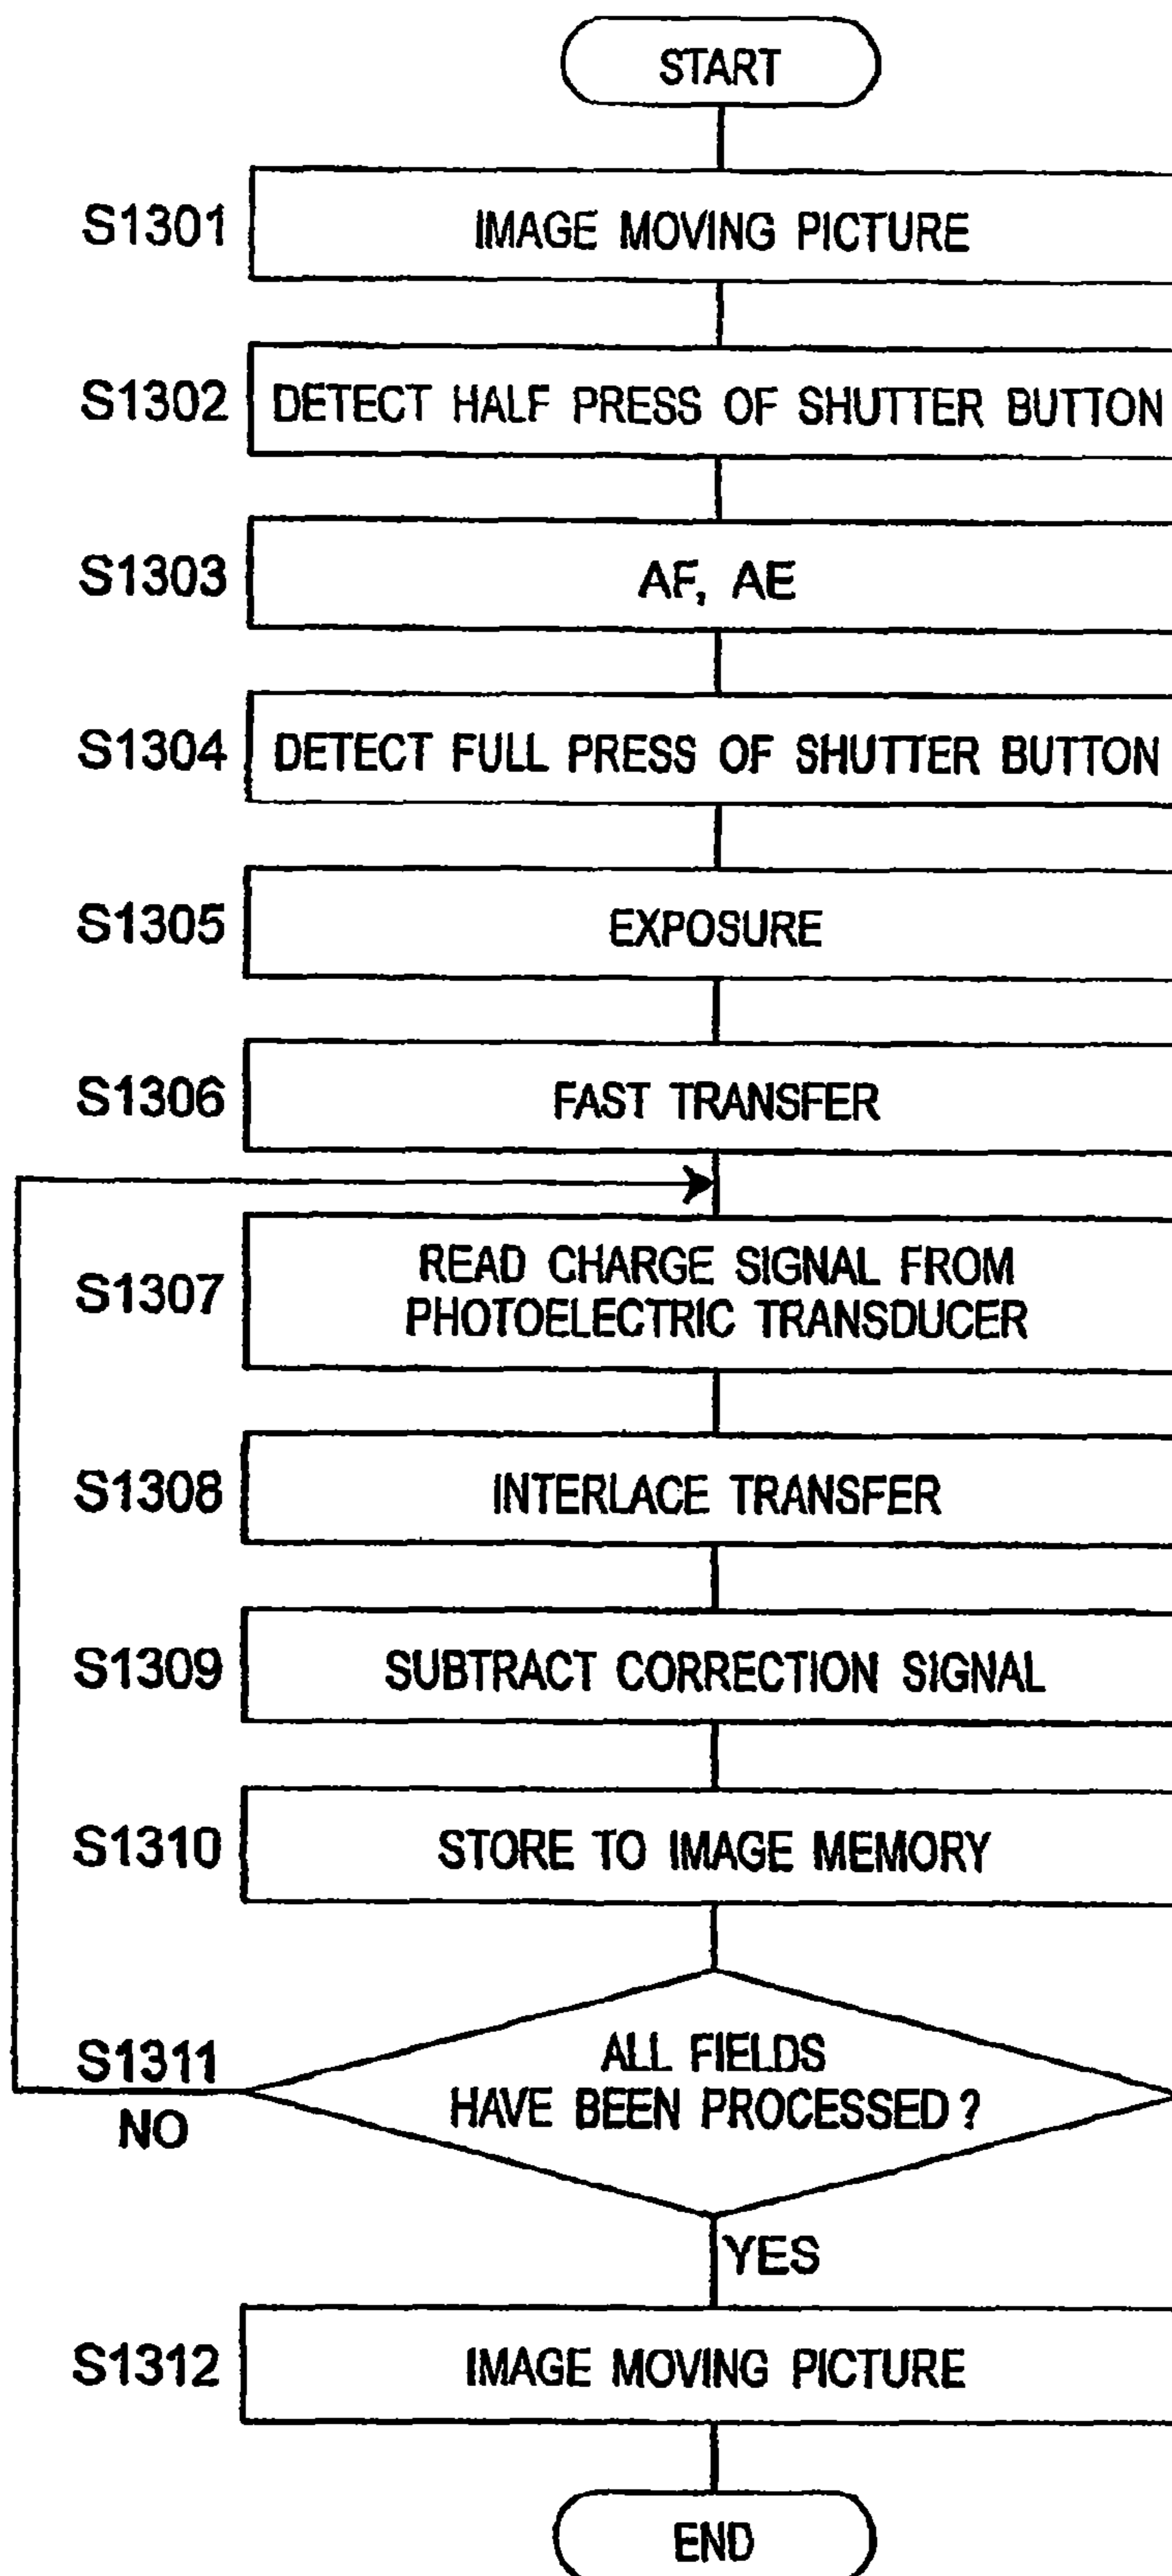 START
S1301 IMAGE MOVING PICTURE
S1302 DETECT HALF PRESS OF SHUTTER BUTTON
S1303 AF, AE
S1304 DETECT FULL PRESS OF SHUTTER BUTTON
S1305 EXPOSURE
S1306 FAST TRANSFER
S1307 READ CHARGE SIGNAL FROM
PHOTOELECTRIC TRANSDUCER
S1308 INTERLACE TRANSFER
S1309 SUBTRACT CORRECTION SIGNAL
S1310 STORE TO IMAGE MEMORY
S1311 ALL FIELDS
HAVE BEEN PROCESSED ?
NO
YES
S1312 IMAGE MOVING PICTURE
END